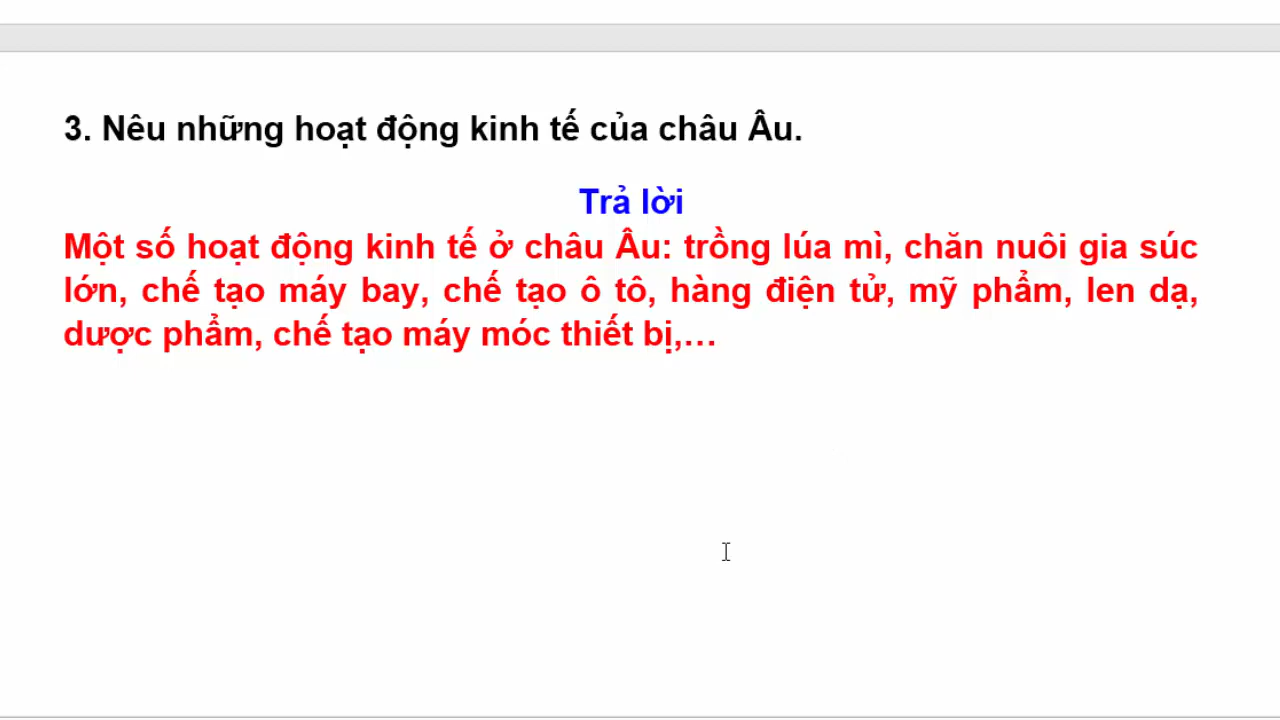 3. Nêu những hoạt động kinh tế của châu Âu.
Trả lời
Một số hoạt động kinh tế ở châu Âu: trồng lúa mì, chăn nuôi gia súc
lớn, chế tạo máy bay, chế tạo ô tô, hàng điện tử, mỹ phẩm, len dạ,
dược phẩm, chế tạo máy móc thiết bị,…